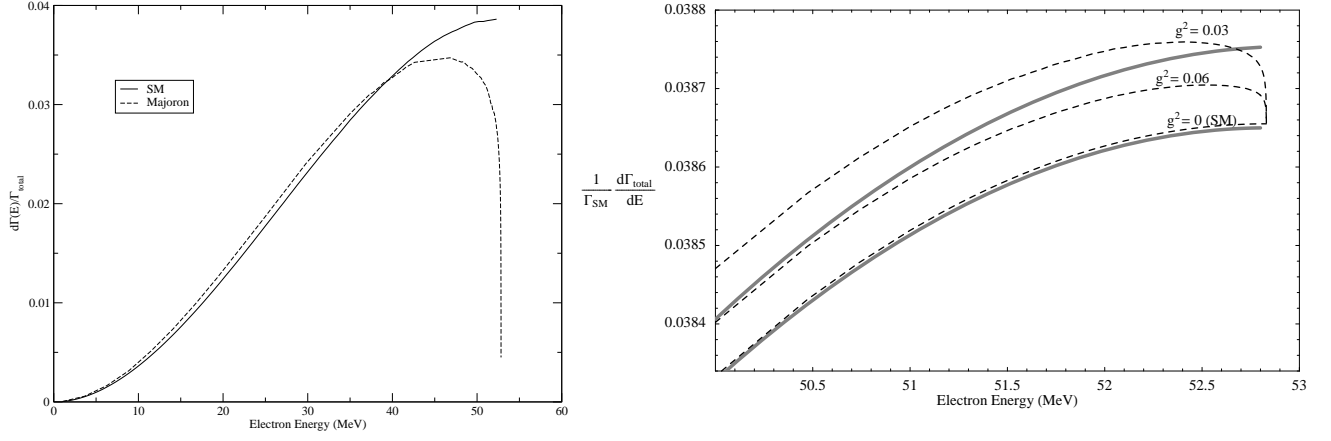 0.04
0.03
0.02
0.01
0
dΓ(E)/Γtotal
SM
Majoron
0 10 20 30 40 50 60
Electron Energy (MeV)
1 dΓtotal
ΓSM dE
0.0388
0.0387
0.0386
0.0385
0.0384
g² = 0.03
g² = 0.06
g² = 0 (SM)
50.5 51 51.5 52 52.5 53
Electron Energy (MeV)